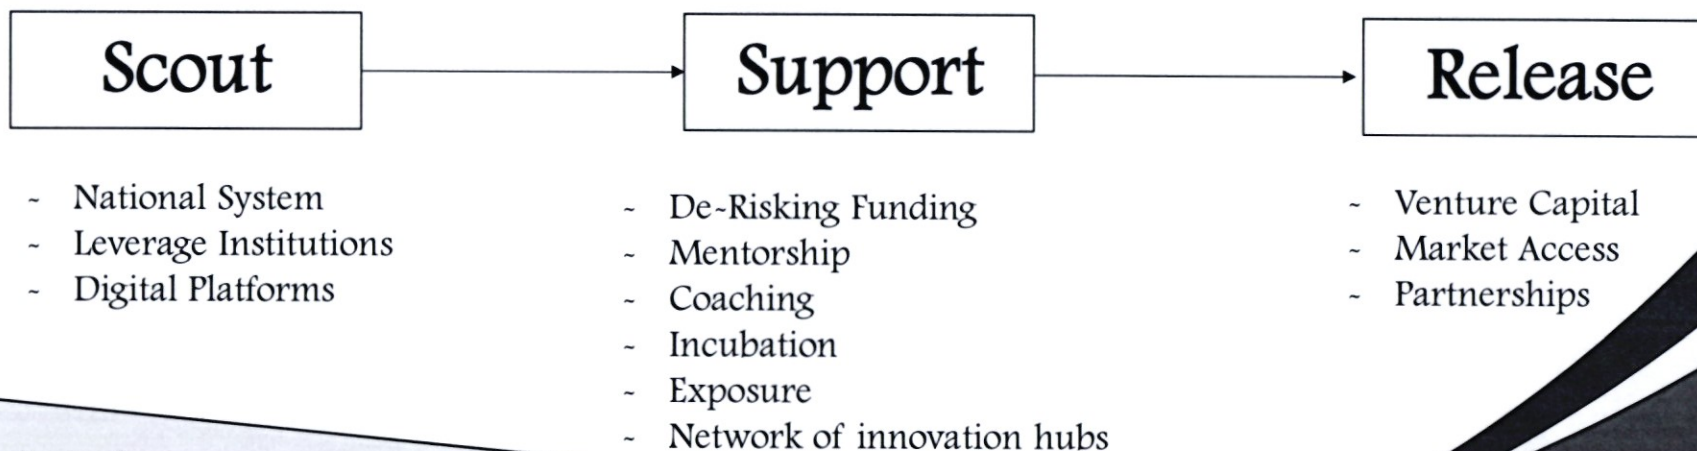 Scout
Support
Release
~ National System
~ Leverage Institutions
~ Digital Platforms
~ De-Risking Funding
~ Mentorship
~ Coaching
~ Incubation
~ Exposure
~ Network of innovation hubs
~ Venture Capital
~ Market Access
~ Partnerships